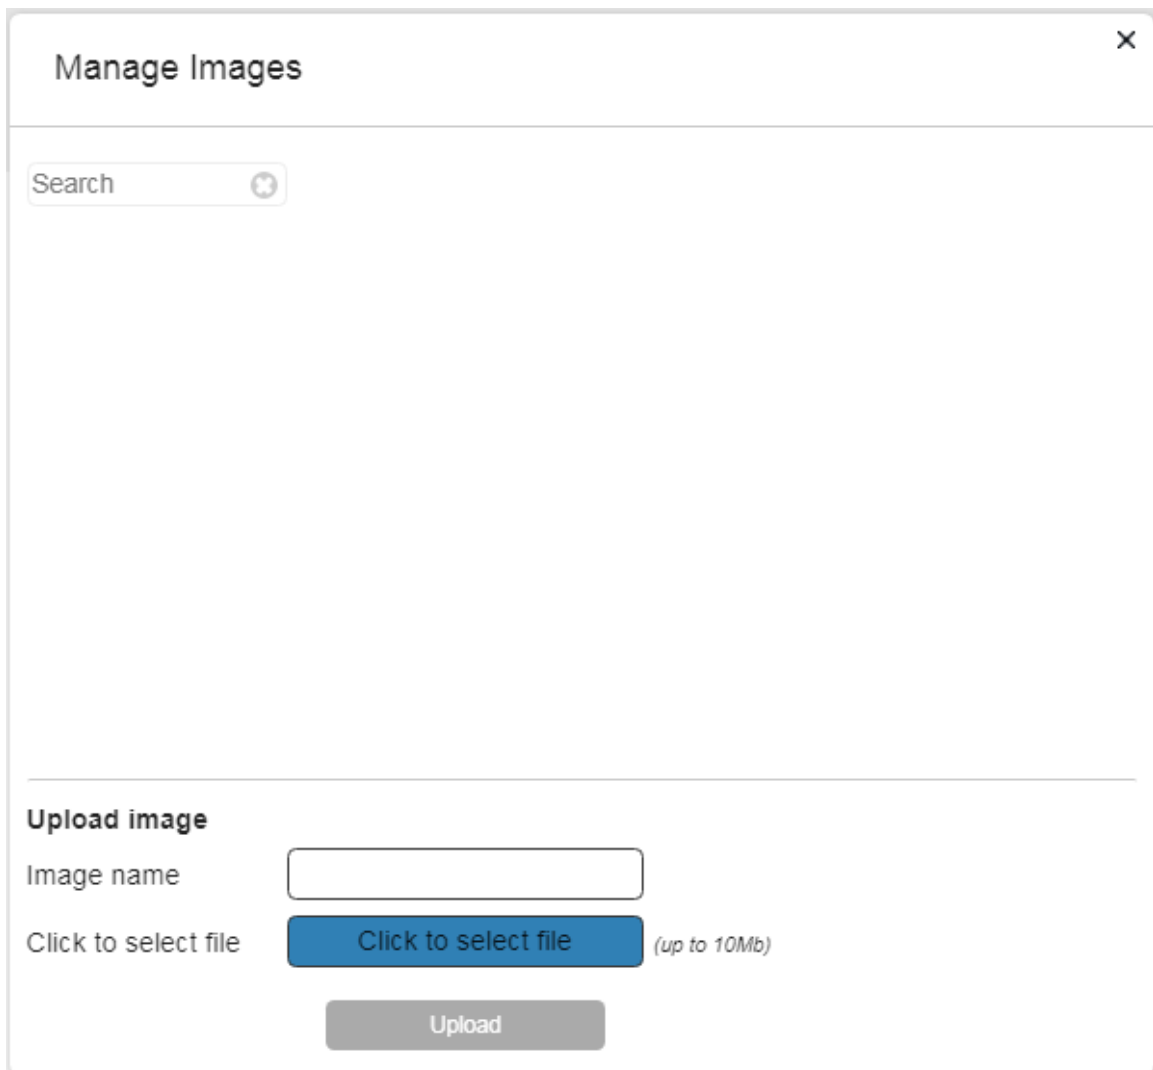 Manage Images
Search
Upload image
Image name
Click to select file Click to select file (up to 10Mb)
Upload